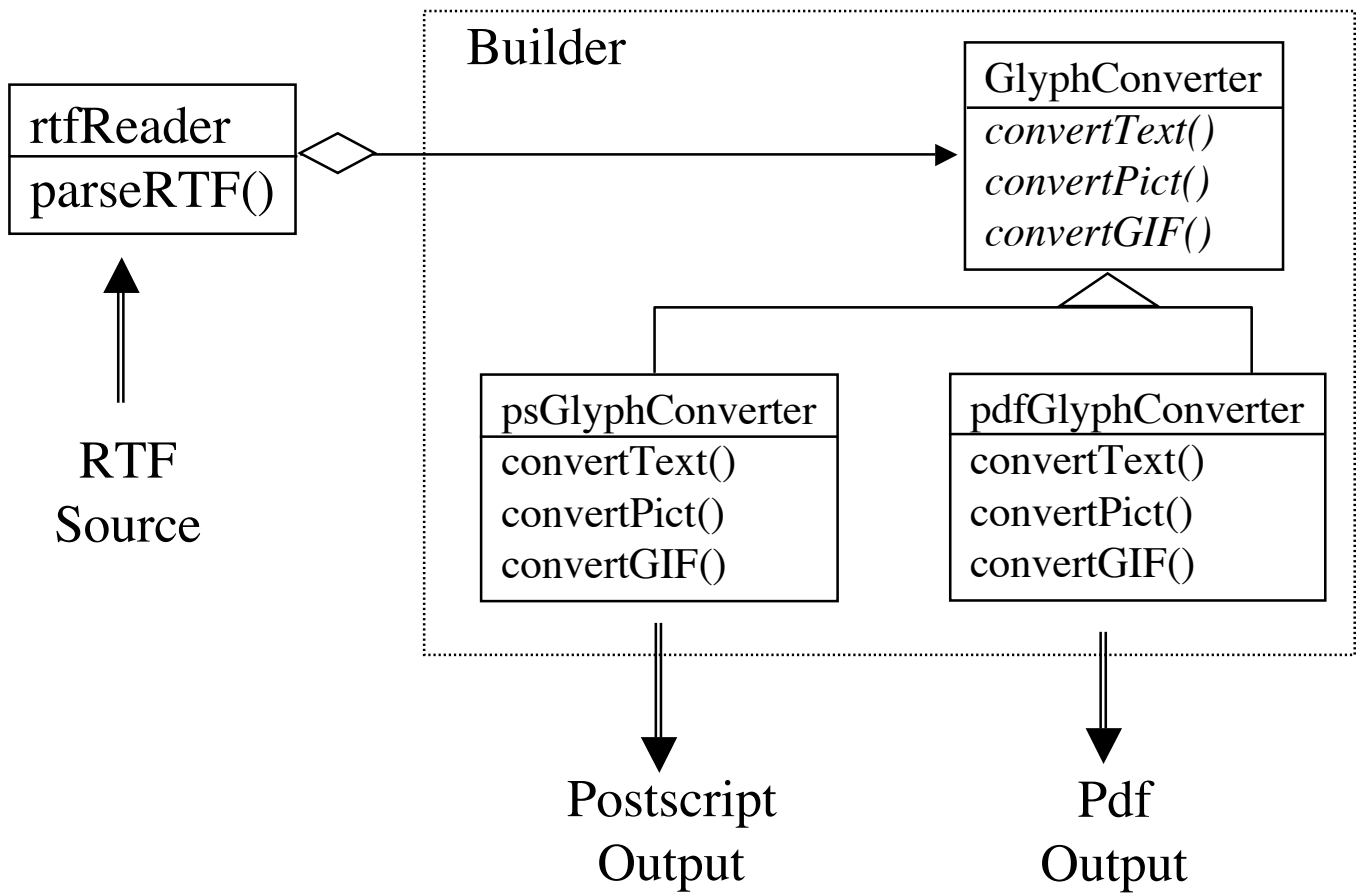 Builder
rtfReader
parseRTF()
GlyphConverter
convertText()
convertPict()
convertGIF()
RTF
Source
psGlyphConverter
convertText()
convertPict()
convertGIF()
pdfGlyphConverter
convertText()
convertPict()
convertGIF()
Postscript
Output
Pdf
Output